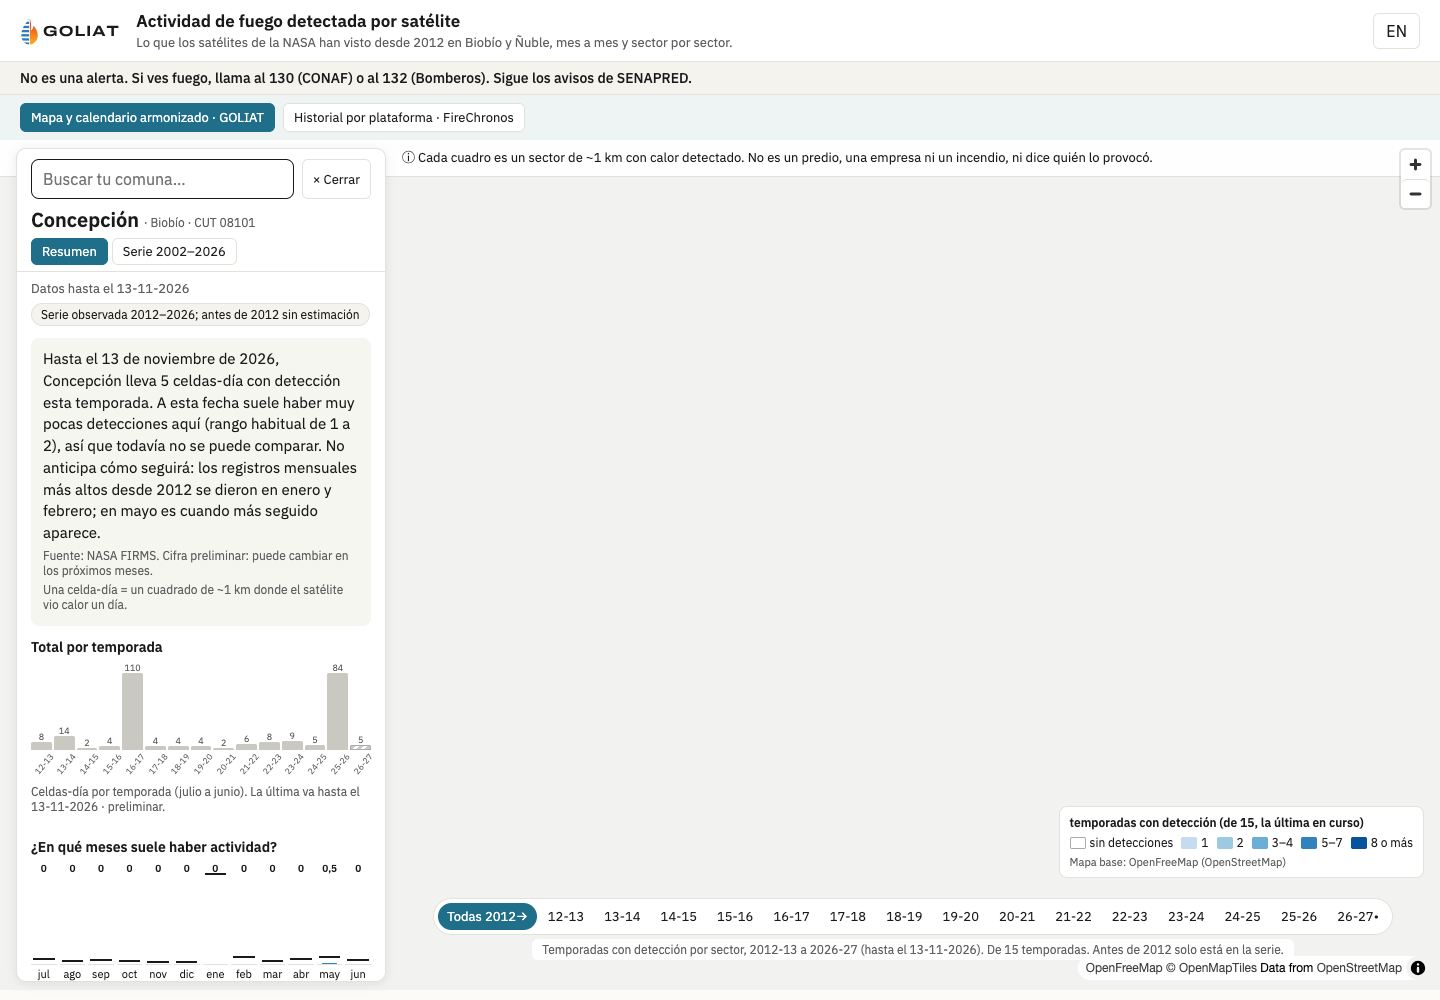 GOLIAT
Actividad de fuego detectada por satélite
Lo que los satélites de la NASA han visto desde 2012 en Biobío y Ñuble, mes a mes y sector por sector.
EN
No es una alerta. Si ves fuego, llama al 130 (CONAF) o al 132 (Bomberos). Sigue los avisos de SENAPRED.
Mapa y calendario armonizado · GOLIAT
Historial por plataforma · FireChronos
Buscar tu comuna...
× Cerrar
ⓘ Cada cuadro es un sector de ~1 km con calor detectado. No es un predio, una empresa ni un incendio, ni dice quién lo provocó.
Concepción · Biobío · CUT 08101
Resumen
Serie 2002–2026
Datos hasta el 13-11-2026
Serie observada 2012–2026; antes de 2012 sin estimación
Hasta el 13 de noviembre de 2026,
Concepción lleva 5 celdas-día con detección
esta temporada. A esta fecha suele haber muy
pocas detecciones aquí (rango habitual de 1 a
2), así que todavía no se puede comparar. No
anticipa cómo seguirá: los registros mensuales
más altos desde 2012 se dieron en enero y
febrero; en mayo es cuando más seguido
aparece.
Fuente: NASA FIRMS. Cifra preliminar: puede cambiar en
los próximos meses.
Una celda-día = un cuadrado de ~1 km donde el satélite
vio calor un día.
Total por temporada
8 14 2 4 110 4 4 4 2 6 8 9 5 84 5
12-13 13-14 14-15 15-16 16-17 17-18 18-19 19-20 20-21 21-22 22-23 23-24 24-25 25-26 26-27
Celdas-día por temporada (julio a junio). La última va hasta el
13-11-2026 · preliminar.
¿En qué meses suele haber actividad?
0 0 0 0 0 0 0 0 0 0 0,5 0
jul ago sep oct nov dic ene feb mar abr may jun
+
−
temporadas con detección (de 15, la última en curso)
sin detecciones 1 2 3–4 5–7 8 o más
Mapa base: OpenFreeMap (OpenStreetMap)
Todas 2012→ 12-13 13-14 14-15 15-16 16-17 17-18 18-19 19-20 20-21 21-22 22-23 23-24 24-25 25-26 26-27•
Temporadas con detección por sector, 2012-13 a 2026-27 (hasta el 13-11-2026). De 15 temporadas. Antes de 2012 solo está en la serie.
OpenFreeMap © OpenMapTiles Data from OpenStreetMap